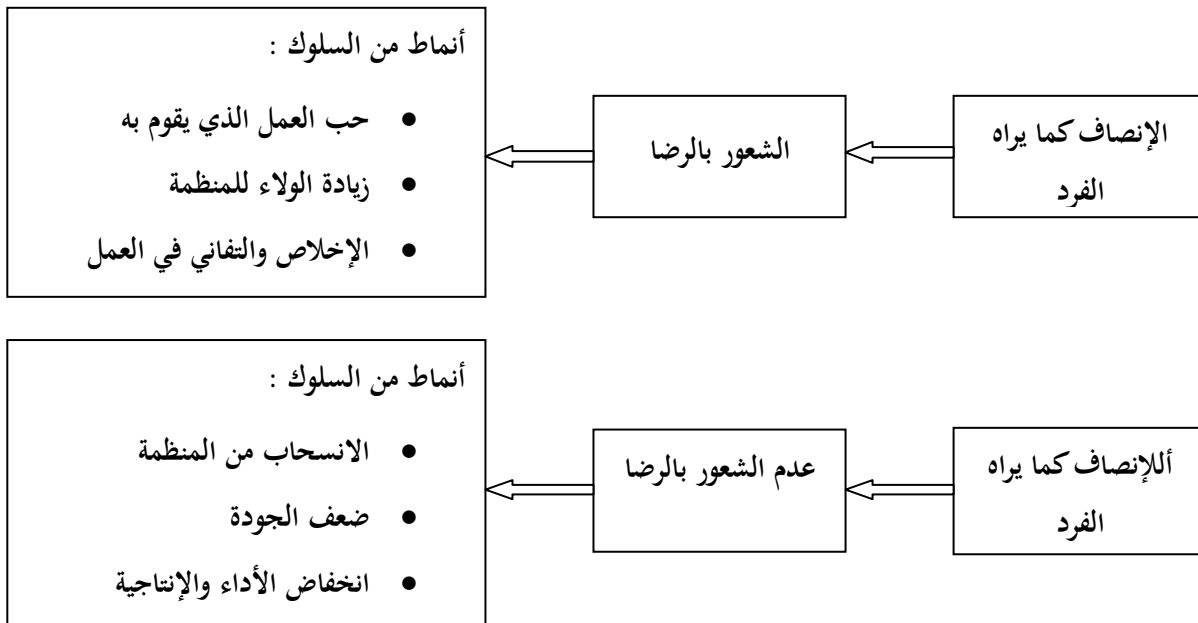 الإنصاف كما يراه
الفرد
الشعور بالرضا
أنماط من السلوك :
• حب العمل الذي يقوم به
• زيادة الولاء للمنظمة
• الإخلاص والتفاني في العمل
أللإنصاف كما يراه
الفرد
عدم الشعور بالرضا
أنماط من السلوك :
• الانسحاب من المنظمة
• ضعف الجودة
• انخفاض الأداء والإنتاجية